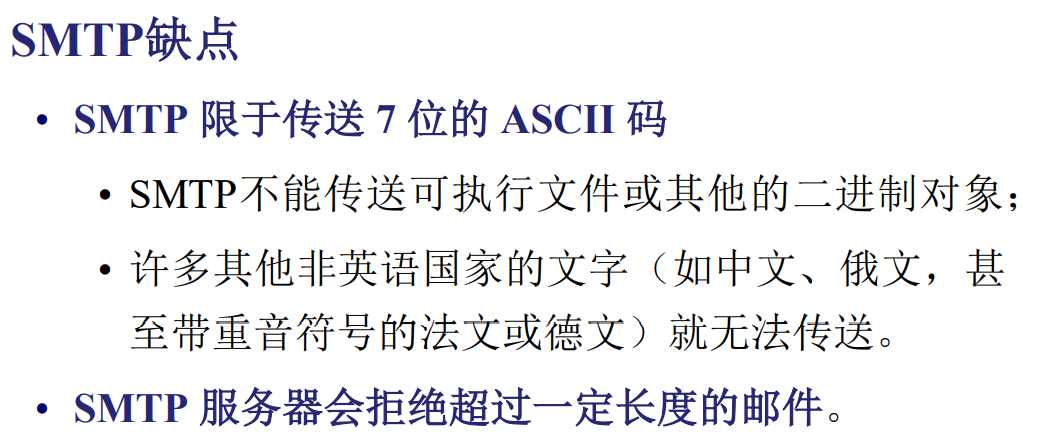 SMTP缺点
• SMTP 限于传送 7 位的 ASCII 码
• SMTP不能传送可执行文件或其他的二进制对象；
• 许多其他非英语国家的文字（如中文、俄文，甚
至带重音符号的法文或德文）就无法传送。
• SMTP 服务器会拒绝超过一定长度的邮件。